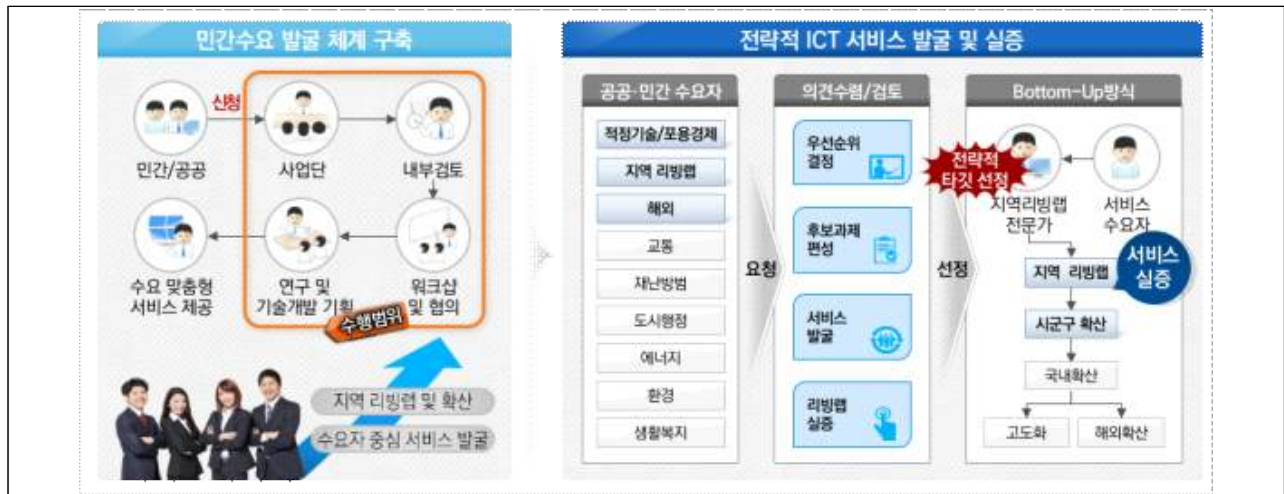 민간수요 발굴 체계 구축
신청
민간/공공
사업단
내부검토
수요 맞춤형
서비스 제공
연구 및
기술개발 기획
워크샵
및 협의
수행범위
지역 리빙랩 및 확산
수요자 중심 서비스 발굴
전략적 ICT 서비스 발굴 및 실증
공공·민간 수요자
적정기술/포용경제
지역 리빙랩
해외
교통
재난방범
도시행정
에너지
환경
생활복지
요청
의견수렴/검토
우선순위
결정
후보과제
편성
서비스
발굴
리빙랩
실증
선정
Bottom-Up방식
전략적
타깃 선정
지역리빙랩
전문가
서비스
수요자
지역 리빙랩
서비스
실증
시군구 확산
국내확산
고도화
해외확산